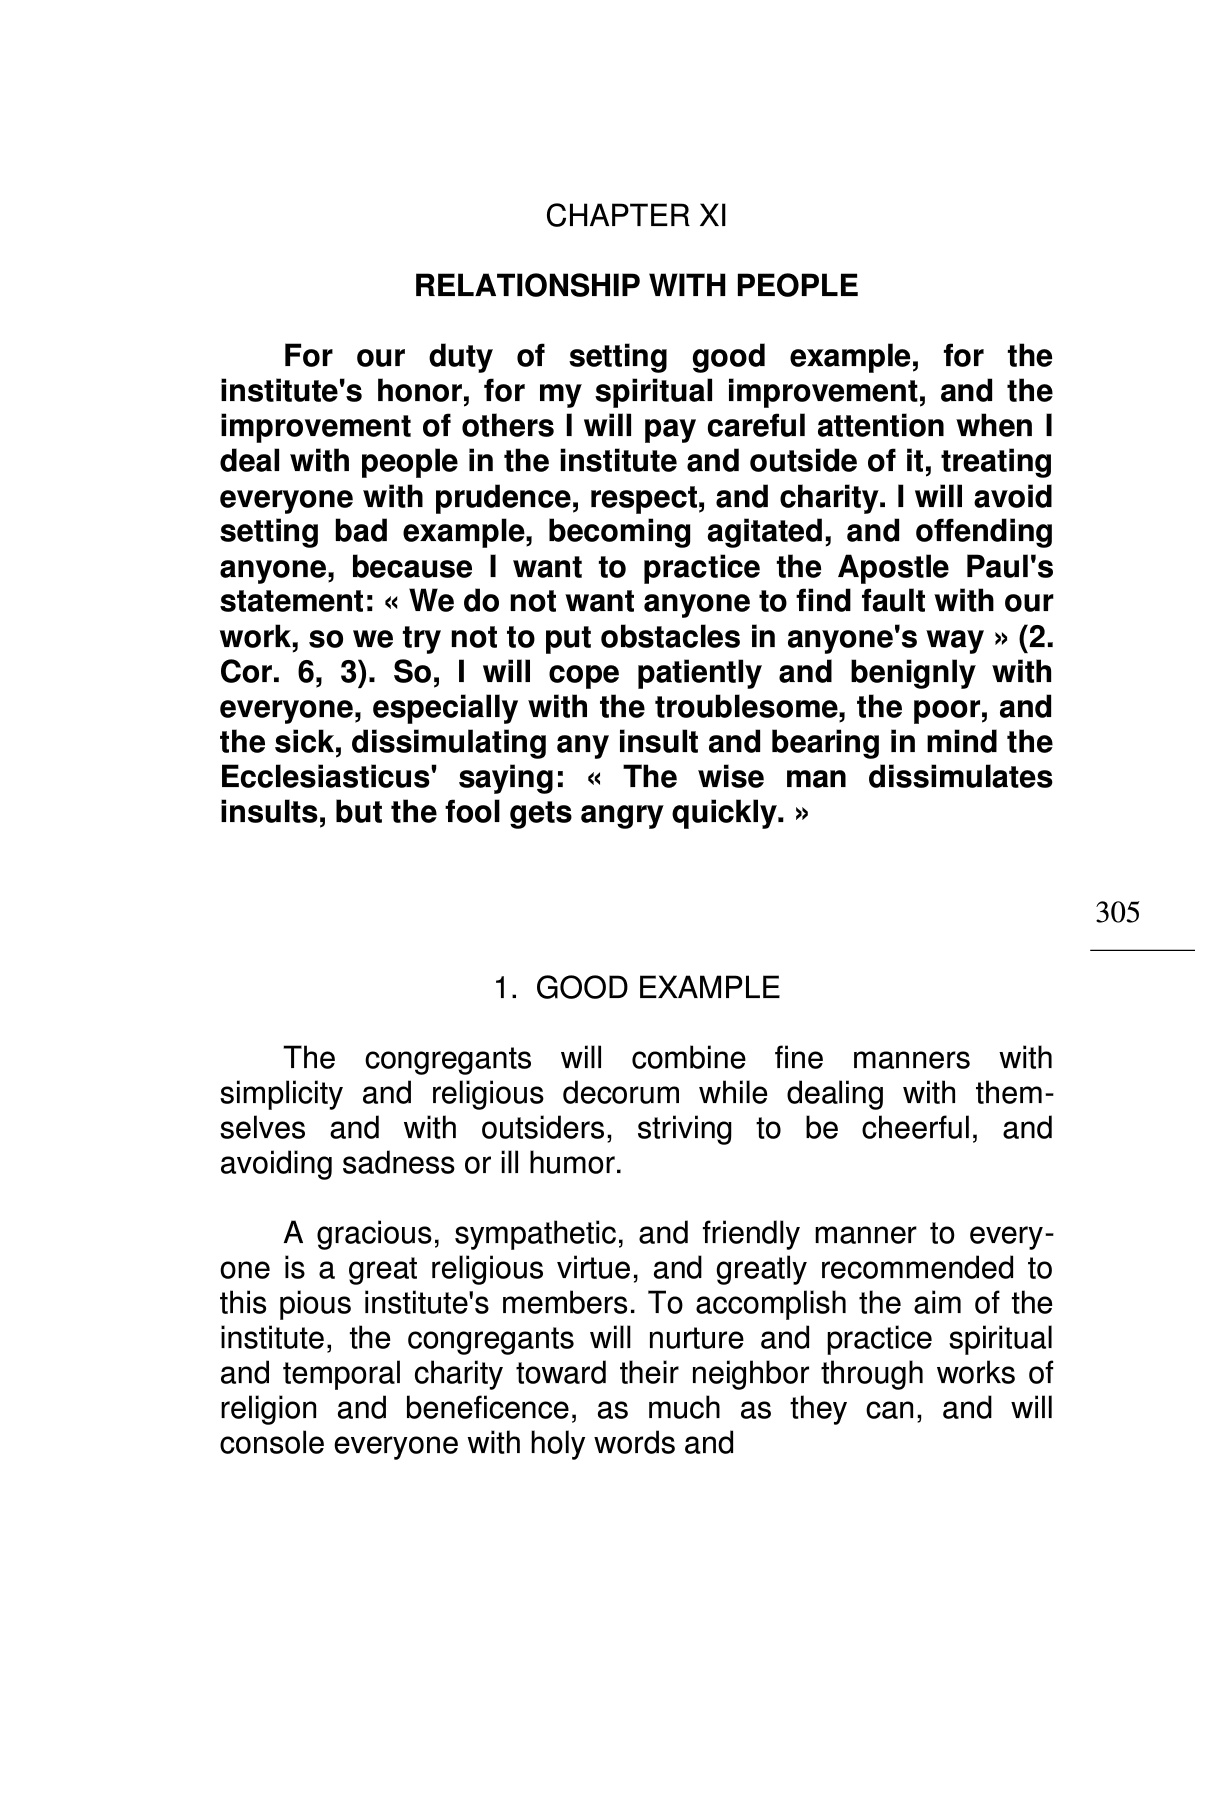 CHAPTER XI
RELATIONSHIP WITH PEOPLE
For our duty of setting good example, for the
institute's honor, for my spiritual improvement, and the
improvement of others I will pay careful attention when I
deal with people in the institute and outside of it, treating
everyone with prudence, respect, and charity. I will avoid
setting bad example, becoming agitated, and offending
anyone, because I want to practice the Apostle Paul's
statement: « We do not want anyone to find fault with our
work, so we try not to put obstacles in anyone's way » (2.
Cor. 6, 3). So, I will cope patiently and benignly with
everyone, especially with the troublesome, the poor, and
the sick, dissimulating any insult and bearing in mind the
Ecclesiasticus' saying: « The wise man dissimulates
insults, but the fool gets angry quickly. »
305
1. GOOD EXAMPLE
The congregants will combine fine manners with
simplicity and religious decorum while dealing with them-
selves and with outsiders, striving to be cheerful, and
avoiding sadness or ill humor.
A gracious, sympathetic, and friendly manner to every-
one is a great religious virtue, and greatly recommended to
this pious institute's members. To accomplish the aim of the
institute, the congregants will nurture and practice spiritual
and temporal charity toward their neighbor through works of
religion and beneficence, as much as they can, and will
console everyone with holy words and